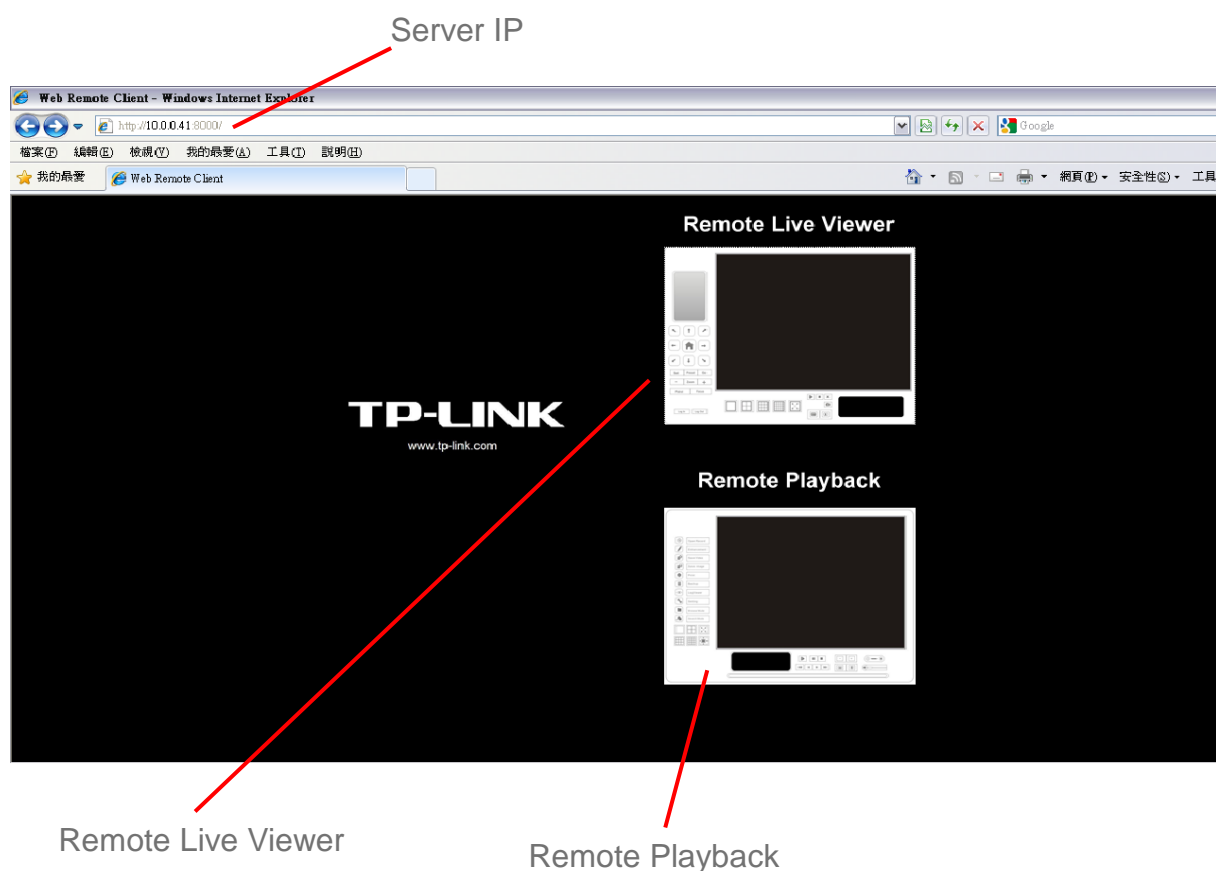 Server IP
Web Remote Client - Windows Internet Explorer
http://10.0.0.41:8000/
Google
檔案(F) 編輯(E) 檢視(V) 我的最愛(A) 工具(T) 說明(H)
我的最愛 Web Remote Client 網頁(P) 安全性(S) 工具
Remote Live Viewer
TP-LINK
www.tp-link.com
Remote Playback
Remote Live Viewer
Remote Playback